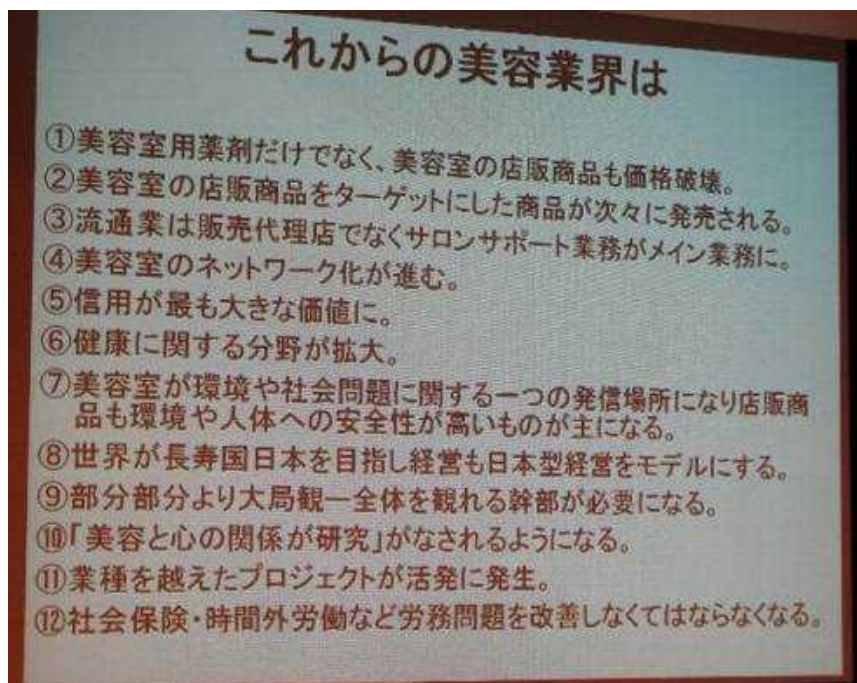 これからの美容業界は
①美容室用薬剤だけでなく、美容室の店販商品も価格破壊。
②美容室の店販商品をターゲットにした商品が次々に発売される。
③流通業は販売代理店でなくサロンサポート業務がメイン業務に。
④美容室のネットワーク化が進む。
⑤信用が最も大きな価値に。
⑥健康に関する分野が拡大。
⑦美容室が環境や社会問題に関する一つの発信場所になり店販商
品も環境や人体への安全性が高いものが主になる。
⑧世界が長寿国日本を目指し経営も日本型経営をモデルにする。
⑨部分部分より大局観ー全体を観れる幹部が必要になる。
⑩「美容と心の関係が研究」がなされるようになる。
⑪業種を越えたプロジェクトが活発に発生。
⑫社会保険・時間外労働など労務問題を改善しなくてはならなくなる。